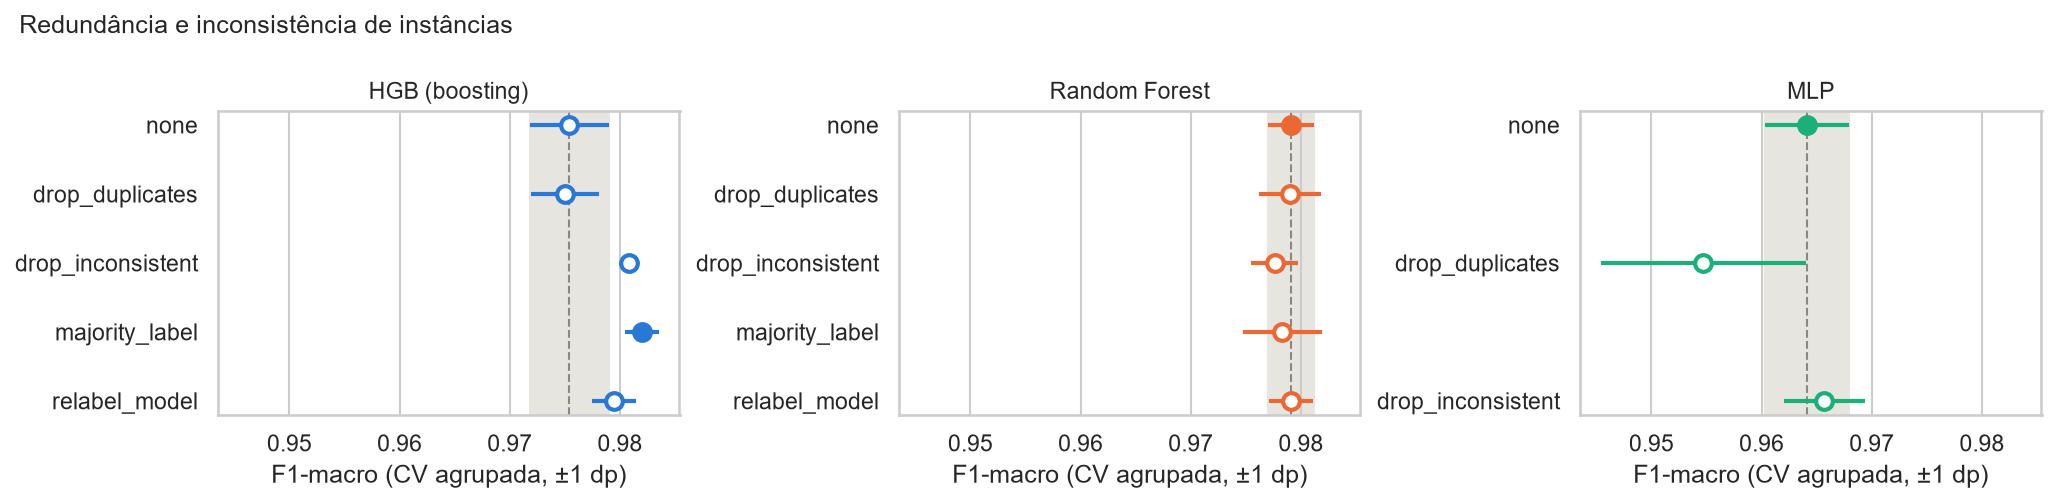 Redundância e inconsistência de instâncias
HGB (boosting)
none
drop_duplicates
drop_inconsistent
majority_label
relabel_model
0.95 0.96 0.97 0.98
F1-macro (CV agrupada, ±1 dp)
Random Forest
none
drop_duplicates
drop_inconsistent
majority_label
relabel_model
0.95 0.96 0.97 0.98
F1-macro (CV agrupada, ±1 dp)
MLP
none
drop_duplicates
drop_inconsistent
0.95 0.96 0.97 0.98
F1-macro (CV agrupada, ±1 dp)